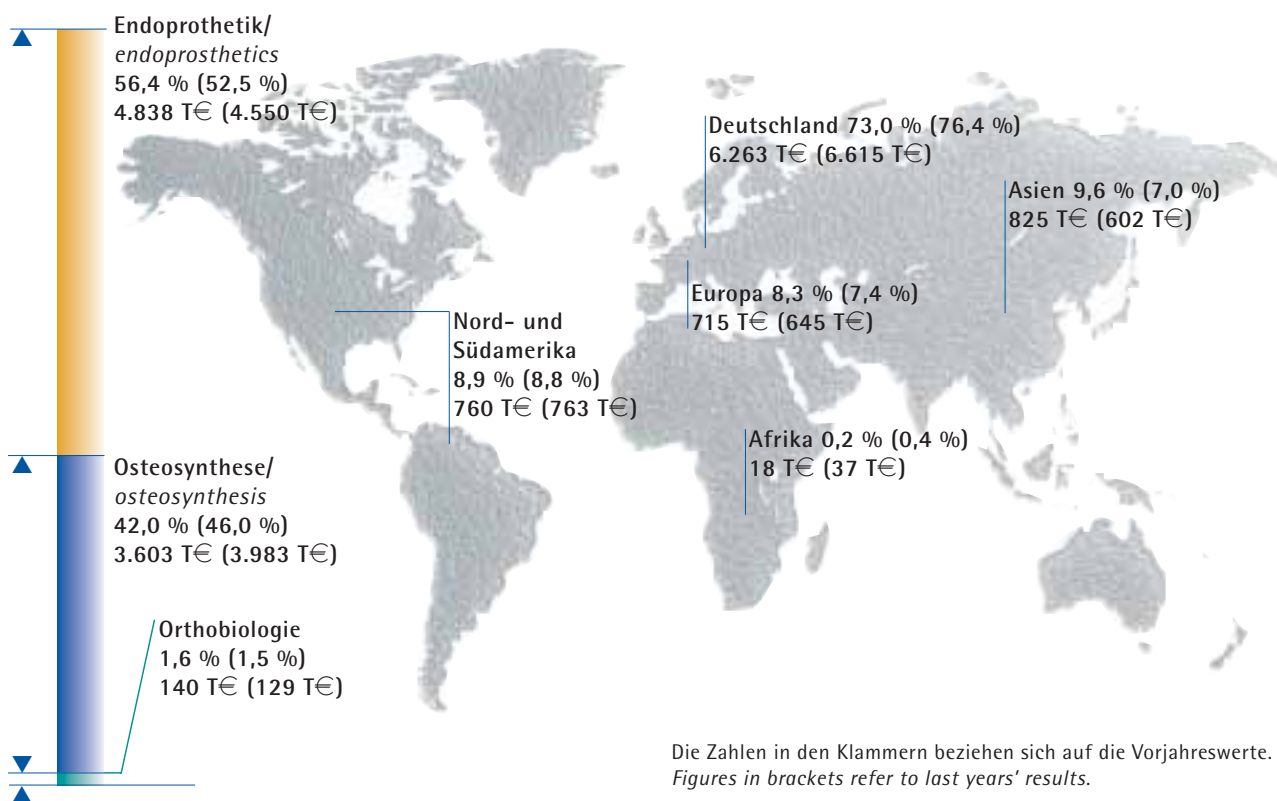 Endoprothetik/
endoprosthetics
56,4 % (52,5 %)
4.838 T€ (4.550 T€)
Deutschland 73,0 % (76,4 %)
6.263 T€ (6.615 T€)
Asien 9,6 % (7,0 %)
825 T€ (602 T€)
Europa 8,3 % (7,4 %)
715 T€ (645 T€)
Nord- und
Südamerika
8,9 % (8,8 %)
760 T€ (763 T€)
Afrika 0,2 % (0,4 %)
18 T€ (37 T€)
Osteosynthese/
osteosynthesis
42,0 % (46,0 %)
3.603 T€ (3.983 T€)
Orthobiologie
1,6 % (1,5 %)
140 T€ (129 T€)
Die Zahlen in den Klammern beziehen sich auf die Vorjahreswerte.
Figures in brackets refer to last years' results.